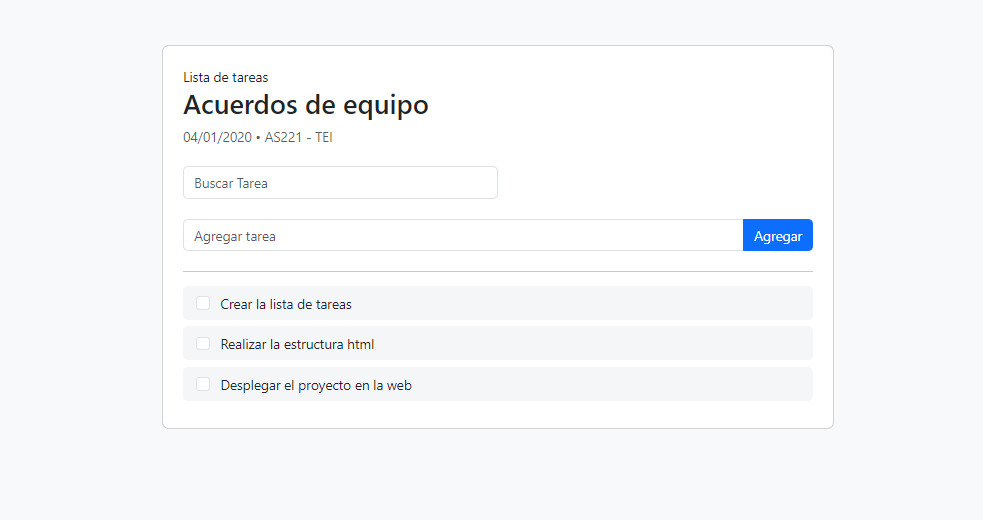 Lista de tareas
Acuerdos de equipo
04/01/2020 • AS221 - TEI
Buscar Tarea
Agregar tarea
Agregar
Crear la lista de tareas
Realizar la estructura html
Desplegar el proyecto en la web